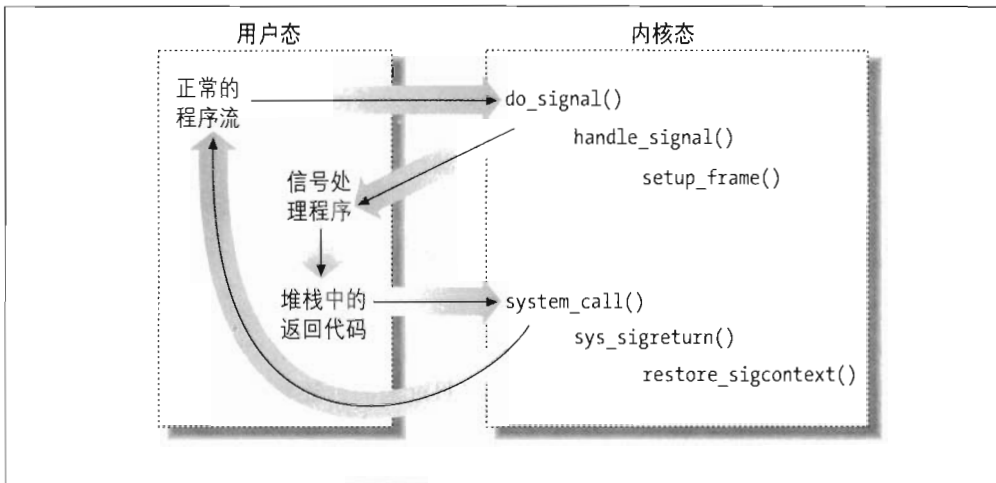 用户态
内核态
正常的
程序流
do_signal()
handle_signal()
setup_frame()
信号处
理程序
堆栈中的
返回代码
system_call()
sys_sigreturn()
restore_sigcontext()